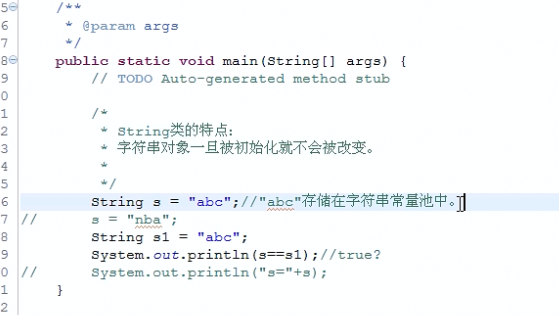 5 /**
6 * @param args
7 */
8 public static void main(String[] args) {
9 // TODO Auto-generated method stub
0
1 /*
2 * String类的特点：
3 * 字符串对象一旦被初始化就不会被改变。
4 *
5 */
6 String s = "abc";//"abc"存储在字符串常量池中。
7 // s = "nba";
8 String s1 = "abc";
9 System.out.println(s==s1);//true?
0 // System.out.println("s="+s);
1 }
2